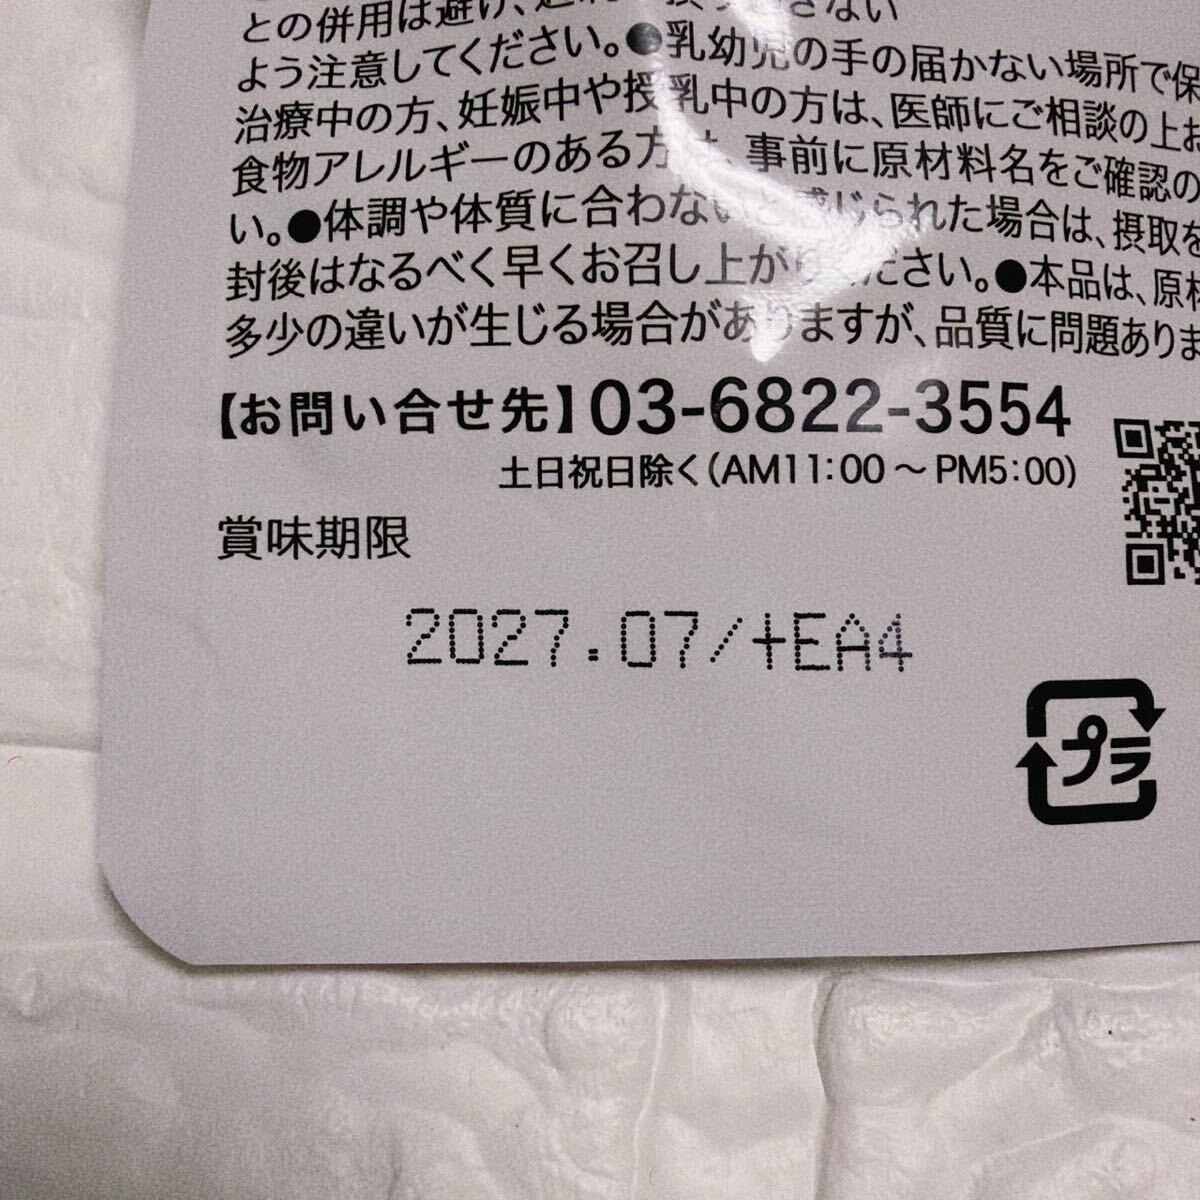 との併用は避け、
よう注意してください。●乳幼児の手の届かない場所で保
治療中の方、妊娠中や授乳中の方は、医師にご相談の上お
食物アレルギーのある方は、事前に原材料名をご確認の
い。●体調や体質に合わないと感じられた場合は、摂取を
封後はなるべく早くお召し上がりください。●本品は、原材
多少の違いが生じる場合がありますが、品質に問題ありま
【お問い合せ先】03-6822-3554
土日祝日除く(AM11:00～PM5:00)
賞味期限
2027.07/+EA4
プラ